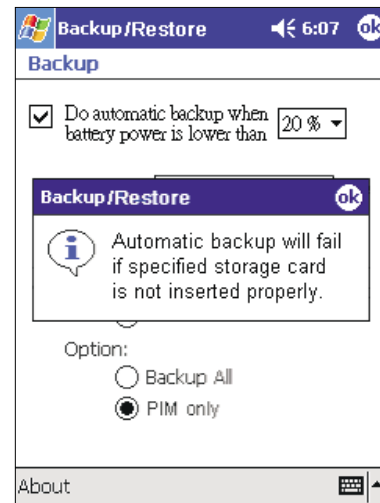 Backup/Restore 6:07 ok
Backup
Do automatic backup when
battery power is lower than 20 %
Backup/Restore ok
Automatic backup will fail
if specified storage card
is not inserted properly.
Option:
Backup All
PIM only
About